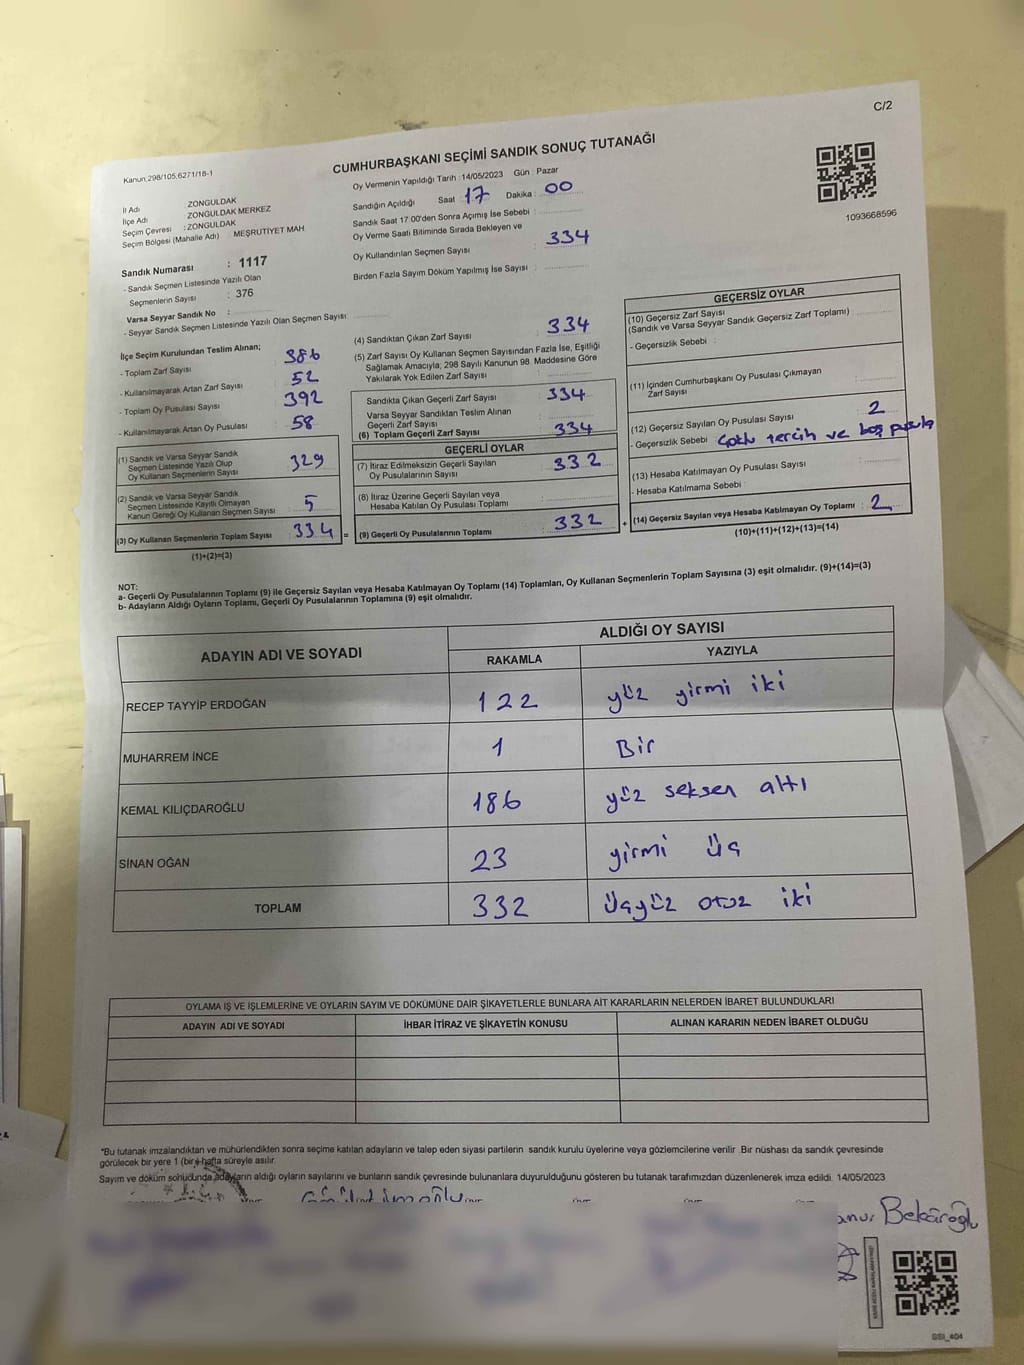 C/2
CUMHURBAŞKANI SEÇİMİ SANDIK SONUÇ TUTANAĞI
Kanun.298/105.6271/18-1
1093668596
İl Adı : ZONGULDAK
İlçe Adı : ZONGULDAK MERKEZ
Seçim Çevresi : ZONGULDAK
Seçim Bölgesi (Mahalle Adı) : MEŞRUTİYET MAH
Sandık Numarası : 1117
- Sandık Seçmen Listesinde Yazılı Olan
Seçmenlerin Sayısı : 376
Varsa Seyyar Sandık No :
- Seyyar Sandık Seçmen Listesinde Yazılı Olan Seçmen Sayısı:
Oy Vermenin Yapıldığı Tarih : 14/05/2023 Gün : Pazar
Sandığın Açıldığı Saat : 17 Dakika : 00
Sandık Saat 17:00'den Sonra Açımış İse Sebebi :
Oy Verme Saati Bitiminde Sırada Bekleyen ve
Oy Kullandırılan Seçmen Sayısı : 334
Birden Fazla Sayım Döküm Yapılmış İse Sayısı :
İlçe Seçim Kurulundan Teslim Alınan;
- Toplam Zarf Sayısı : 386
- Kullanılmayarak Artan Zarf Sayısı : 52
- Toplam Oy Pusulası Sayısı : 392
- Kullanılmayarak Artan Oy Pusulası : 58
(1) Sandık ve Varsa Seyyar Sandık
Seçmen Listesinde Yazılı Olup
Oy Kullanan Seçmenlerin Sayısı : 329
(2) Sandık ve Varsa Seyyar Sandık
Seçmen Listesinde Kayıtlı Olmayan
Kanun Gereği Oy Kullanan Seçmen Sayısı : 5
(3) Oy Kullanan Seçmenlerin Toplam Sayısı : 334 =
(1)+(2)=(3)
(4) Sandıktan Çıkan Zarf Sayısı : 334
(5) Zarf Sayısı Oy Kullanan Seçmen Sayısından Fazla İse, Eşitliği
Sağlamak Amacıyla, 298 Sayılı Kanunun 98. Maddesine Göre
Yakılarak Yok Edilen Zarf Sayısı :
Sandıkta Çıkan Geçerli Zarf Sayısı : 334
Varsa Seyyar Sandıktan Teslim Alınan
Geçerli Zarf Sayısı :
(6) Toplam Geçerli Zarf Sayısı : 334
GEÇERLİ OYLAR
(7) İtiraz Edilmeksizin Geçerli Sayılan
Oy Pusulalarının Sayısı : 332
(8) İtiraz Üzerine Geçerli Sayılan veya
Hesaba Katılan Oy Pusulası Toplamı :
(9) Geçerli Oy Pusulalarının Toplamı : 332 +
GEÇERSİZ OYLAR
(10) Geçersiz Zarf Sayısı
(Sandık ve Varsa Seyyar Sandık Geçersiz Zarf Toplamı) :
- Geçersizlik Sebebi :
(11) İçinden Cumhurbaşkanı Oy Pusulası Çıkmayan
Zarf Sayısı :
(12) Geçersiz Sayılan Oy Pusulası Sayısı : 2
- Geçersizlik Sebebi : Çoklu tercih ve boş pusula
(13) Hesaba Katılmayan Oy Pusulası Sayısı :
- Hesaba Katılmama Sebebi :
(14) Geçersiz Sayılan veya Hesaba Katılmayan Oy Toplamı : 2
(10)+(11)+(12)+(13)=(14)
NOT:
a- Geçerli Oy Pusulalarının Toplamı (9) ile Geçersiz Sayılan veya Hesaba Katılmayan Oy Toplamı (14) Toplamları, Oy Kullanan Seçmenlerin Toplam Sayısına (3) eşit olmalıdır. (9)+(14)=(3)
b- Adayların Aldığı Oyların Toplamı, Geçerli Oy Pusulalarının Toplamına (9) eşit olmalıdır.
ADAYIN ADI VE SOYADI ALDIĞI OY SAYISI
RAKAMLA YAZIYLA
RECEP TAYYİP ERDOĞAN 122 yüz yirmi iki
MUHARREM İNCE 1 Bir
KEMAL KILIÇDAROĞLU 186 yüz seksen altı
SİNAN OĞAN 23 yirmi üç
TOPLAM 332 üçyüz otuz iki
OYLAMA İŞ VE İŞLEMLERİNE VE OYLARIN SAYIM VE DÖKÜMÜNE DAİR ŞİKAYETLERLE BUNLARA AİT KARARLARIN NELERDEN İBARET BULUNDUKLARI
ADAYIN ADI VE SOYADI İHBAR İTİRAZ VE ŞİKAYETİN KONUSU ALINAN KARARIN NEDEN İBARET OLDUĞU
*Bu tutanak imzalandıktan ve mühürlendikten sonra seçime katılan adayların ve talep eden siyasi partilerin sandık kurulu üyelerine veya gözlemcilerine verilir. Bir nüshası da sandık çevresinde
görülecek bir yere 1 (bir) hafta süreyle asılır.
Sayım ve döküm sonucunda adayların aldığı oyların sayılarını ve bunların sandık çevresinde bulunanlara duyurulduğunu gösteren bu tutanak tarafımızdan düzenlenerek imza edildi. 14/05/2023
Bekâroğlu
SSI_404